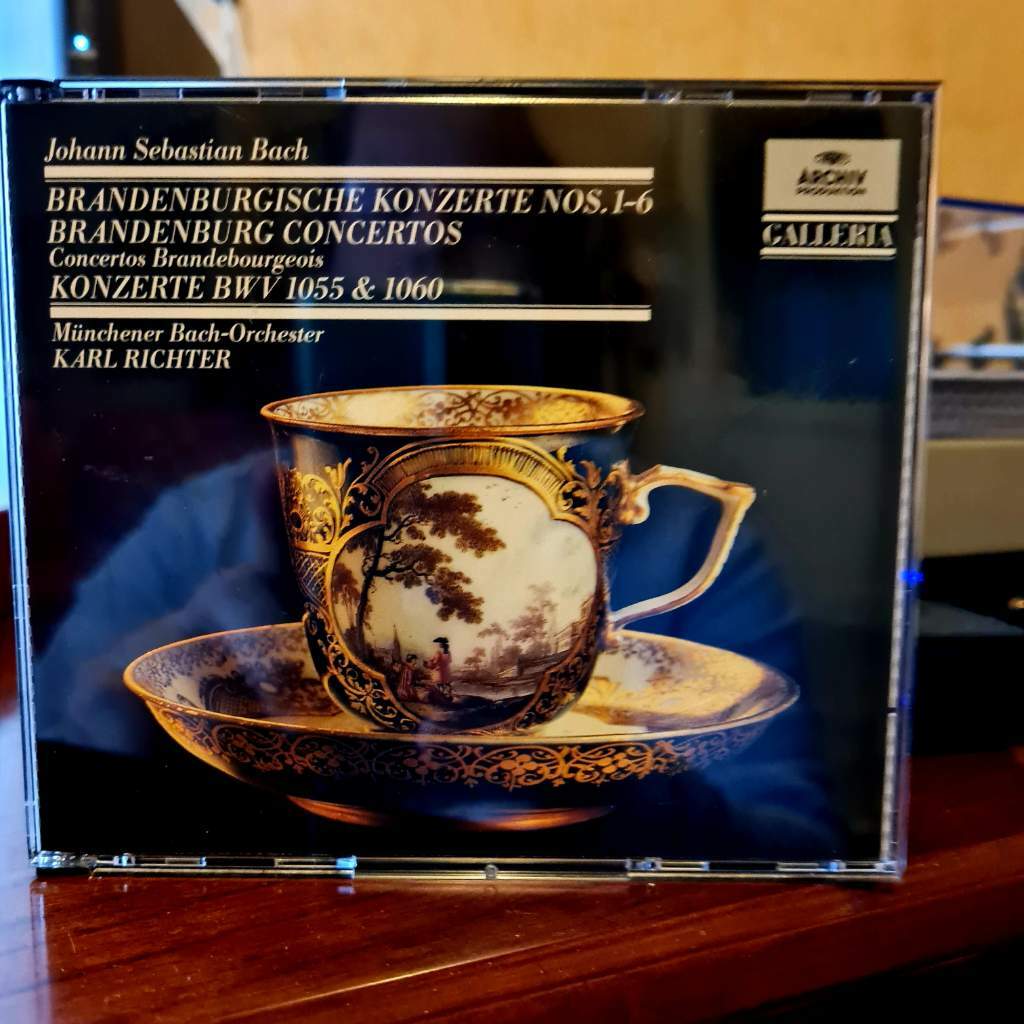 Johann Sebastian Bach
BRANDENBURGISCHE KONZERTE NOS. 1-6
BRANDENBURG CONCERTOS
Concertos Brandebourgeois
KONZERTE BWV 1055 & 1060
Münchener Bach-Orchester
KARL RICHTER
ARCHIV
PRODUKTION
GALLERIA